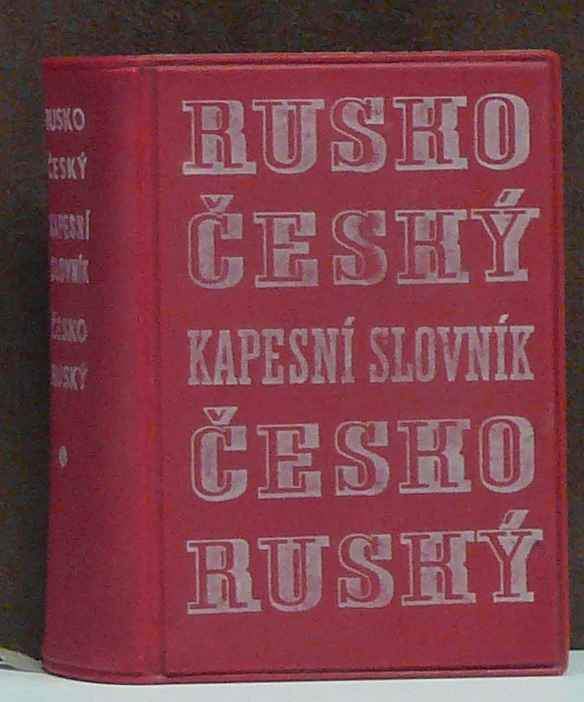 RUSKO
ČESKÝ
KAPESNÍ
SLOVNÍK
ČESKO
RUSKÝ
RUSKO
ČESKÝ
KAPESNÍ SLOVNÍK
ČESKO
RUSKÝ